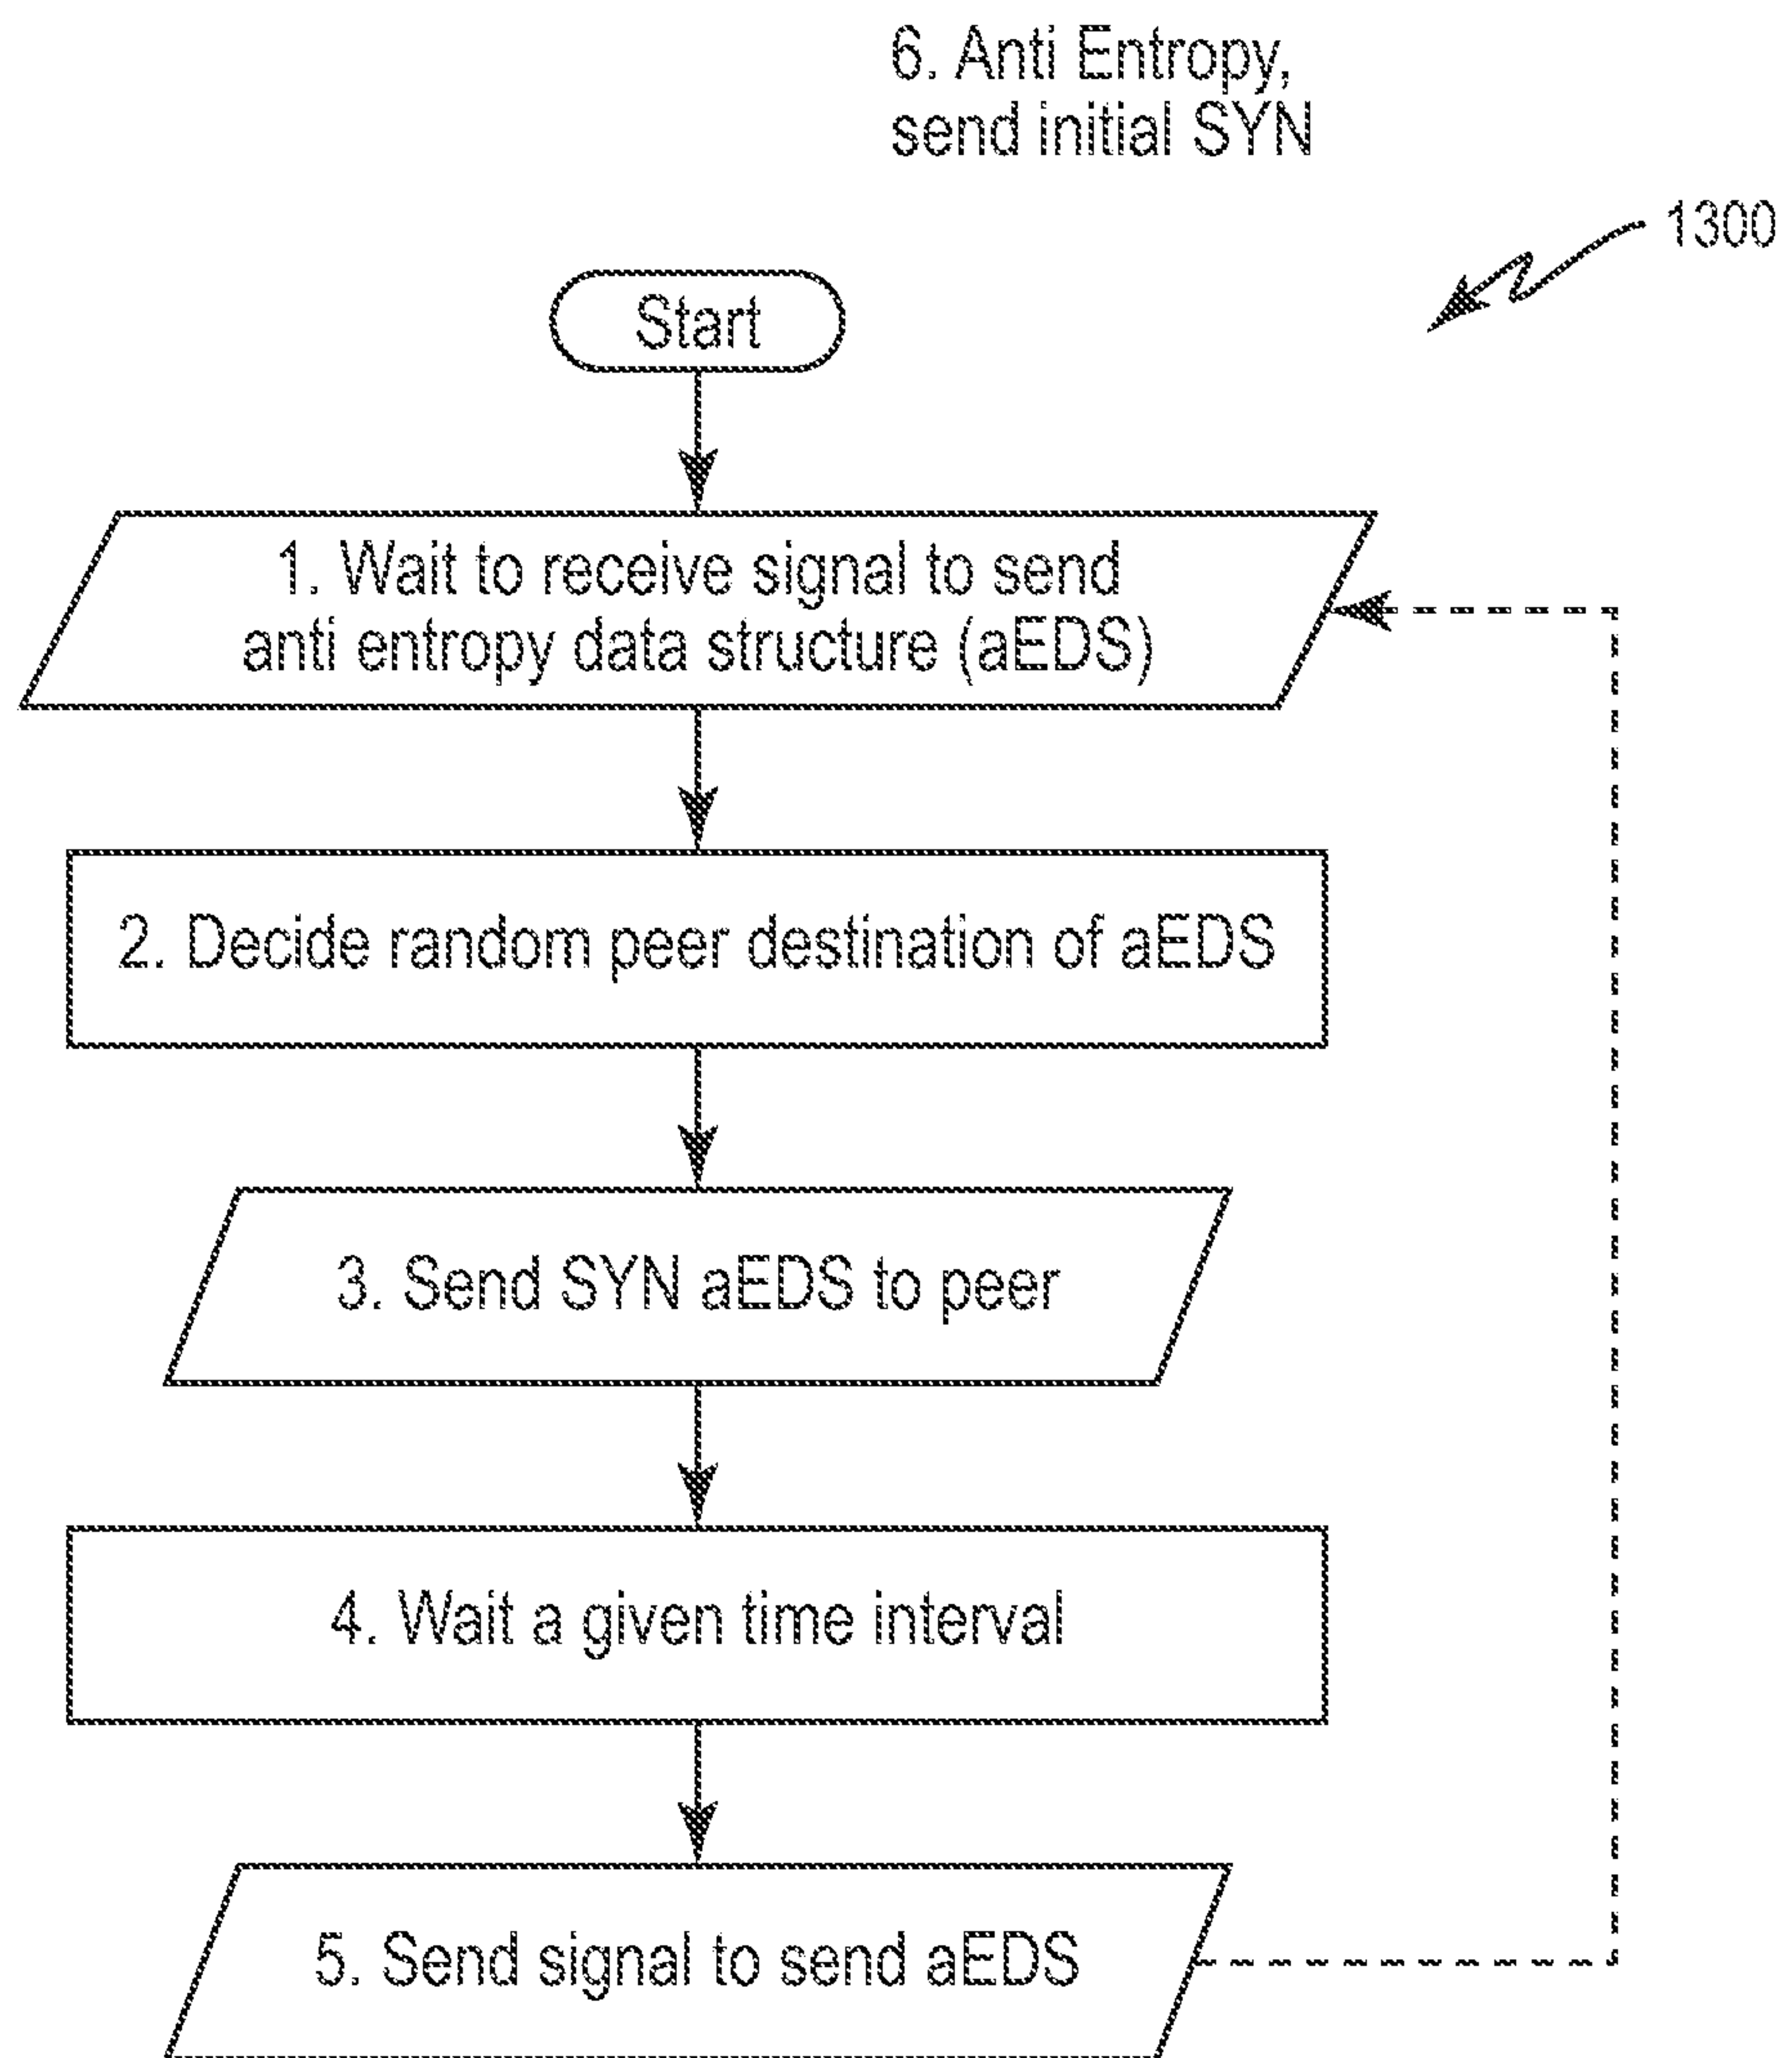 6. Anti Entropy,
send initial SYN
1300
Start
1. Wait to receive signal to send
anti entropy data structure (aEDS)
2. Decide random peer destination of aEDS
3. Send SYN aEDS to peer
4. Wait a given time interval
5. Send signal to send aEDS